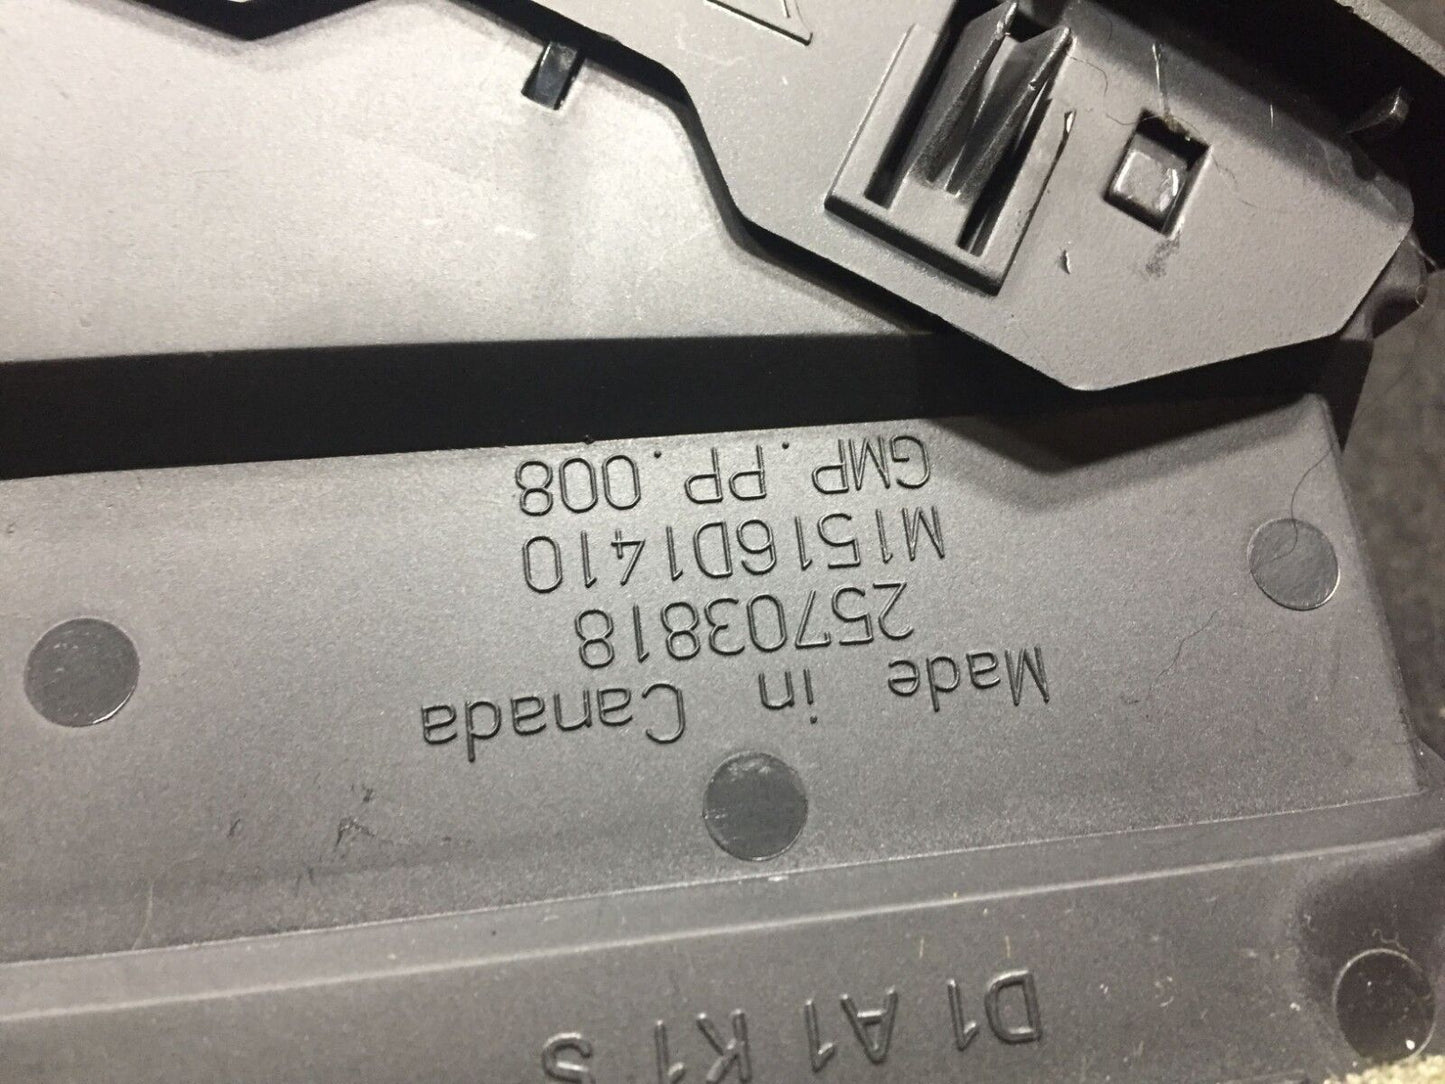 D1 A1 K1 S
Made in Canada
25703818
M1516D1410
GMP.PP.008